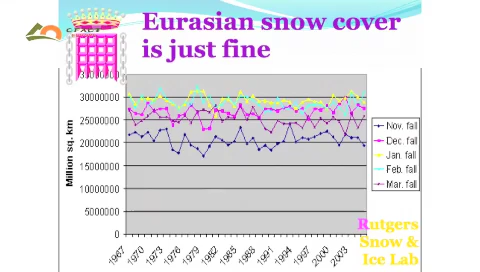 Eurasian snow cover
is just fine
35000000
30000000
25000000
20000000
15000000
10000000
5000000
0
Million sq. km
1967
1970
1973
1976
1979
1982
1985
1988
1991
1994
1997
2000
2003
Nov. fall
Dec. fall
Jan. fall
Feb. fall
Mar. fall
Rutgers
Snow &
Ice Lab